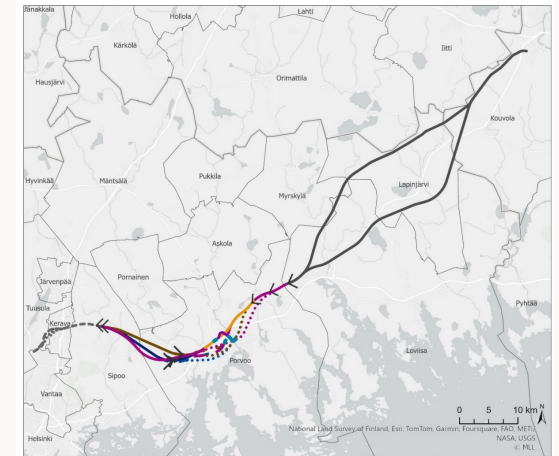 Janakkala
Hollola
Lahti
Kärkölä
Iitti
Hausjärvi
Orimattila
Kouvola
Hyvinkää
Mäntsälä
Pukkila
Myrskylä
Lapinjärvi
Askola
Järvenpää
Pornainen
Tuusula
Kerava
Pyhtää
Sipoo
Porvoo
Loviisa
Vantaa
Helsinki
0 5 10 km
N
National Land Survey of Finland, Esri, TomTom, Garmin, Foursquare, FAO, METI/
NASA, USGS
© MLL